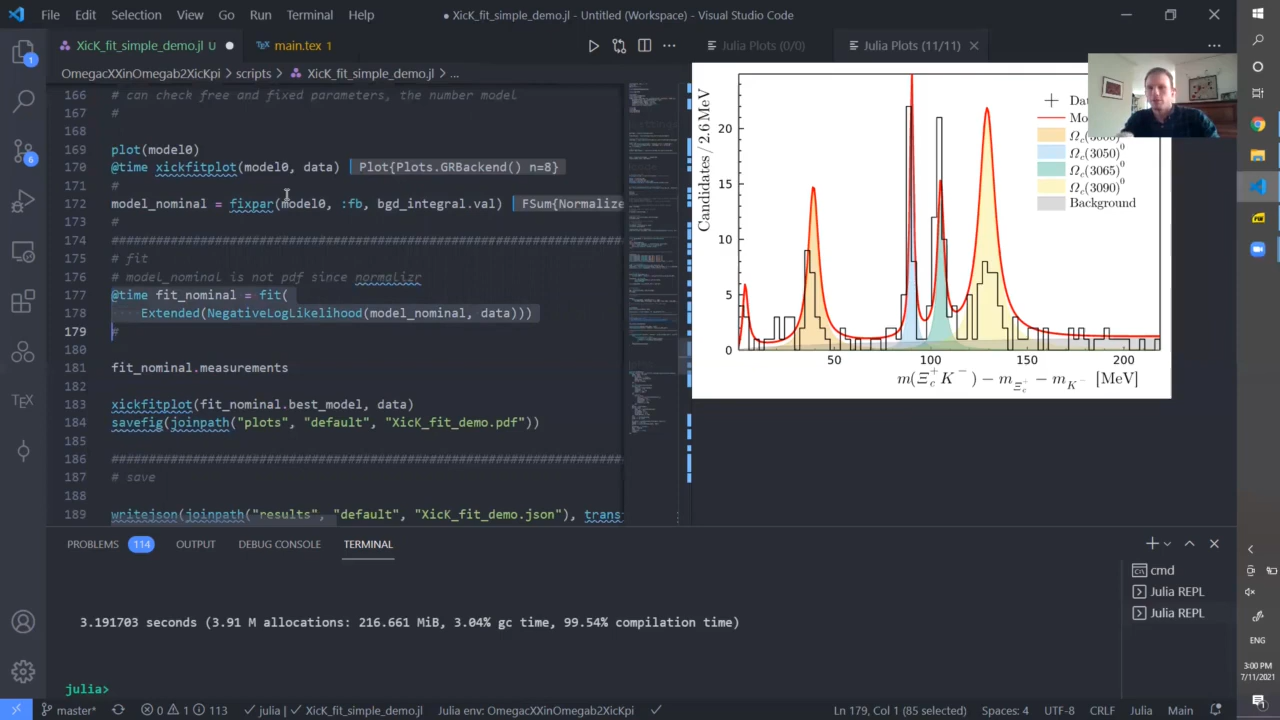 File Edit Selection View Go Run Terminal Help
● XicK_fit_simple_demo.jl - Untitled (Workspace) - Visual Studio Code
XicK_fit_simple_demo.jl U ●
main.tex 1
Julia Plots (0/0)
Julia Plots (11/11)
OmegacXXinOmegab2XicKpi > scripts > XicK_fit_simple_demo.jl > ...
166 # can check free and fixed parameters, the number model
167 #
168
169
170 @time xickfitplot(model0, data)
171 #
172 model_nominal = fixpar(model0, :fb, bgd_integral.val) FSum{Normalize
173 #
174
175 # fit
176 # model_nominal is not pdf since
177 @time fit_nominal = fit(
178 Extended(NegativeLogLikelihood(model_nominal, data)))
179 #
181 fit_nominal.measurements
183 xickfitplot(fit_nominal.best_model, data)
184 savefig(joinpath("plots", "default", "XicK_fit_demo.pdf"))
185
186
187 # save
188
189 writejson(joinpath("results", "default", "XicK_fit_demo.json"), trans
Candidates / 2.6 MeV
20
15
10
5
0
50 100 150 200
m(Ξc+K−) − mΞc+ − mK− [MeV]
Ωc(3050)0
Ωc(3065)0
Ωc(3090)0
Background
PROBLEMS 114 OUTPUT DEBUG CONSOLE TERMINAL
cmd
Julia REPL
Julia REPL
3.191703 seconds (3.91 M allocations: 216.661 MiB, 3.04% gc time, 99.54% compilation time)
julia>
TEX
ENG
3:00 PM
7/11/2021
master* 0 1 113 julia XicK_fit_simple_demo.jl Julia env: OmegacXXinOmegab2XicKpi Ln 179, Col 1 (85 selected) Spaces: 4 UTF-8 CRLF Julia Main